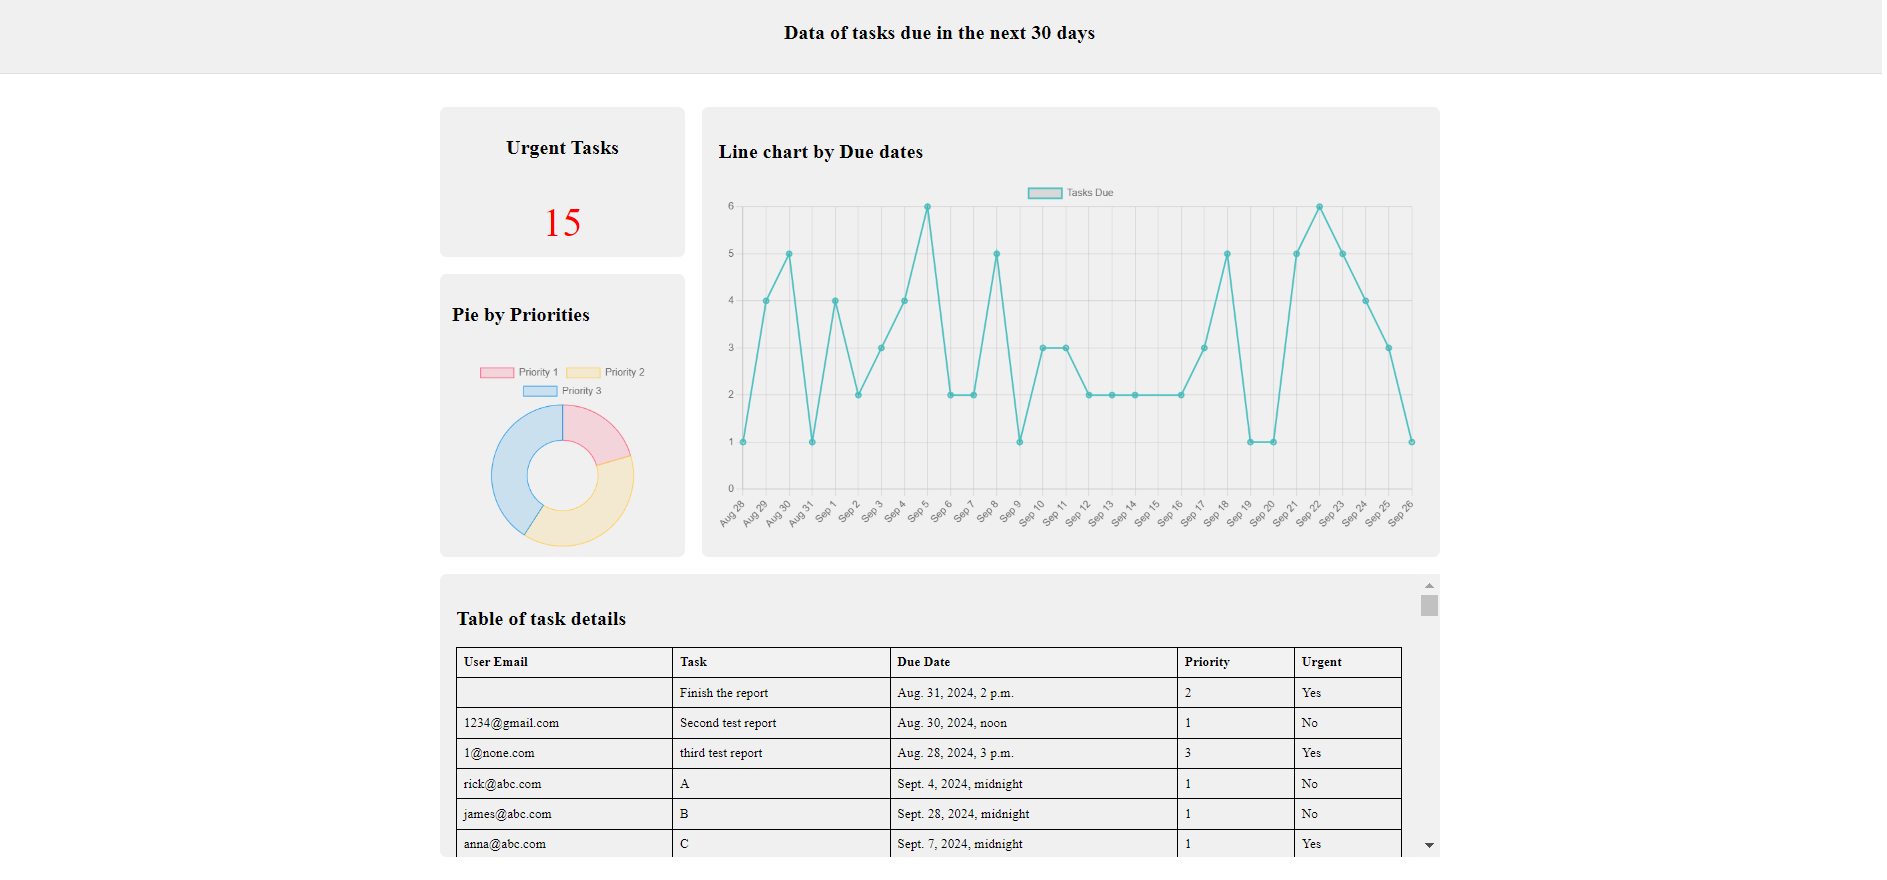 Data of tasks due in the next 30 days
Urgent Tasks
15
Pie by Priorities
Priority 1 Priority 2
Priority 3
Line chart by Due dates
Tasks Due
6
5
4
3
2
1
0
Aug 28 Aug 29 Aug 30 Aug 31 Sep 1 Sep 2 Sep 3 Sep 4 Sep 5 Sep 6 Sep 7 Sep 8 Sep 9 Sep 10 Sep 11 Sep 12 Sep 13 Sep 14 Sep 15 Sep 16 Sep 17 Sep 18 Sep 19 Sep 20 Sep 21 Sep 22 Sep 23 Sep 24 Sep 25 Sep 26
Table of task details
User Email Task Due Date Priority Urgent
Finish the report Aug. 31, 2024, 2 p.m. 2 Yes
1234@gmail.com Second test report Aug. 30, 2024, noon 1 No
1@none.com third test report Aug. 28, 2024, 3 p.m. 3 Yes
rick@abc.com A Sept. 4, 2024, midnight 1 No
james@abc.com B Sept. 28, 2024, midnight 1 No
anna@abc.com C Sept. 7, 2024, midnight 1 Yes